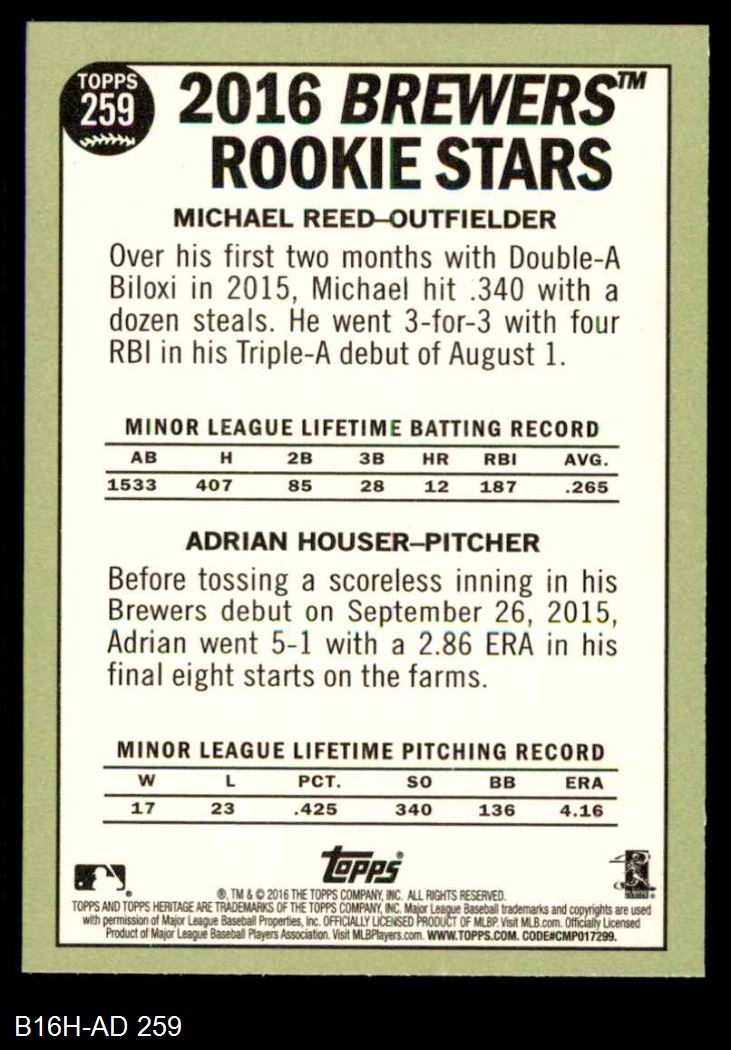 TOPPS
259
2016 BREWERS™
ROOKIE STARS
MICHAEL REED–OUTFIELDER
Over his first two months with Double-A
Biloxi in 2015, Michael hit .340 with a
dozen steals. He went 3-for-3 with four
RBI in his Triple-A debut of August 1.
MINOR LEAGUE LIFETIME BATTING RECORD
AB H 2B 3B HR RBI AVG.
1533 407 85 28 12 187 .265
ADRIAN HOUSER–PITCHER
Before tossing a scoreless inning in his
Brewers debut on September 26, 2015,
Adrian went 5-1 with a 2.86 ERA in his
final eight starts on the farms.
MINOR LEAGUE LIFETIME PITCHING RECORD
W L PCT. SO BB ERA
17 23 .425 340 136 4.16
topps®
®, TM & © 2016 THE TOPPS COMPANY, INC. ALL RIGHTS RESERVED.
TOPPS AND TOPPS HERITAGE ARE TRADEMARKS OF THE TOPPS COMPANY, INC. Major League Baseball trademarks and copyrights are used
with permission of Major League Baseball Properties, Inc. OFFICIALLY LICENSED PRODUCT OF MLBP. Visit MLB.com. Officially Licensed
Product of Major League Baseball Players Association. Visit MLBPlayers.com. WWW.TOPPS.COM. CODE#CMP017299.
B16H-AD 259